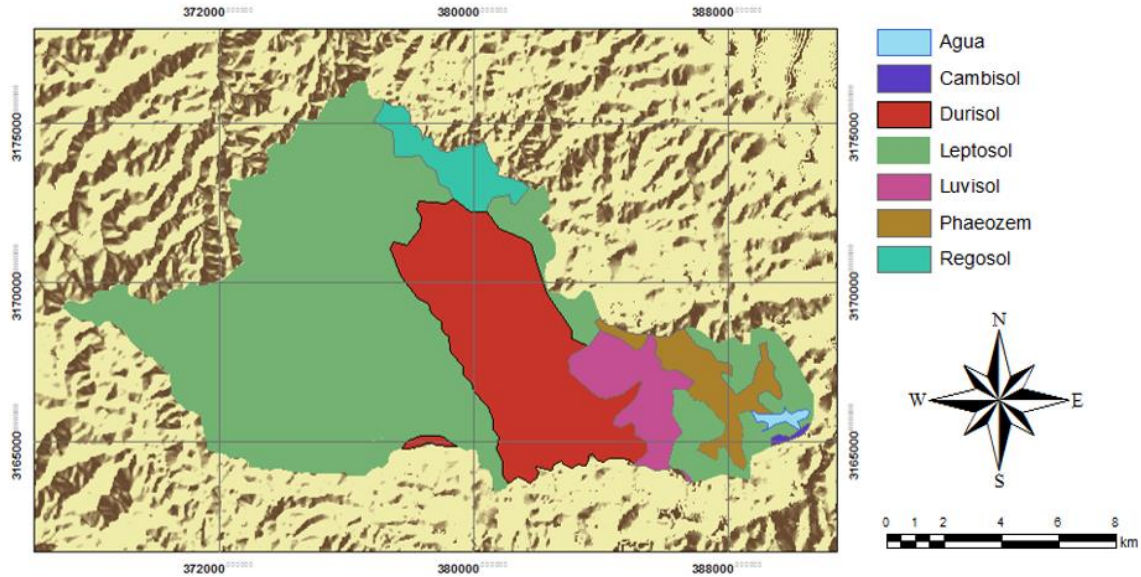 372000 380000 388000
Agua
Cambisol
Durisol
Leptosol
Luvisol
Phaeozem
Regosol
3175000 3175000
3170000 3170000
3165000 3165000
N
W E
S
0 1 2 4 6 8
km
372000 380000 388000